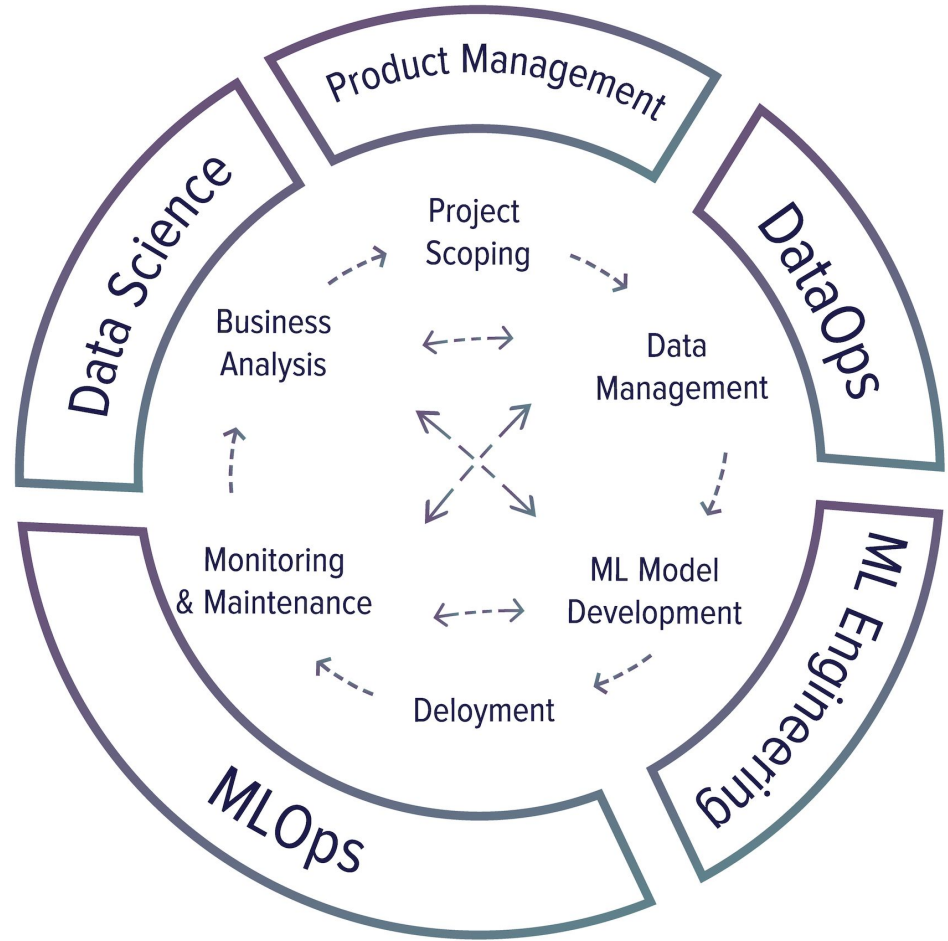 Product Management
DataOps
ML Engineering
MLOps
Data Science
Project
Scoping
Data
Management
ML Model
Development
Deloyment
Monitoring
& Maintenance
Business
Analysis